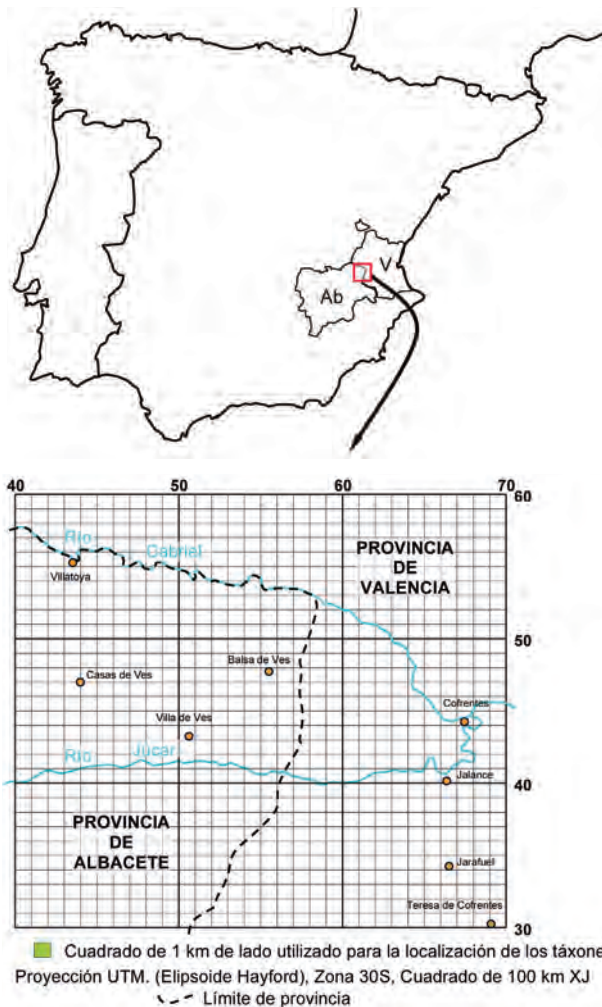 V
Ab
40 50 60 70
60
Río Gabriel
PROVINCIA
DE
VALENCIA
Villatoya
50
Balsa de Ves
Casas de Ves
Cofrentes
Villa de Ves
Río Júcar
Jalance
40
PROVINCIA
DE
ALBACETE
Jarafuel
Teresa de Cofrentes
30
Cuadrado de 1 km de lado utilizado para la localización de los táxone
Proyección UTM. (Elipsoide Hayford), Zona 30S, Cuadrado de 100 km XJ
Límite de provincia